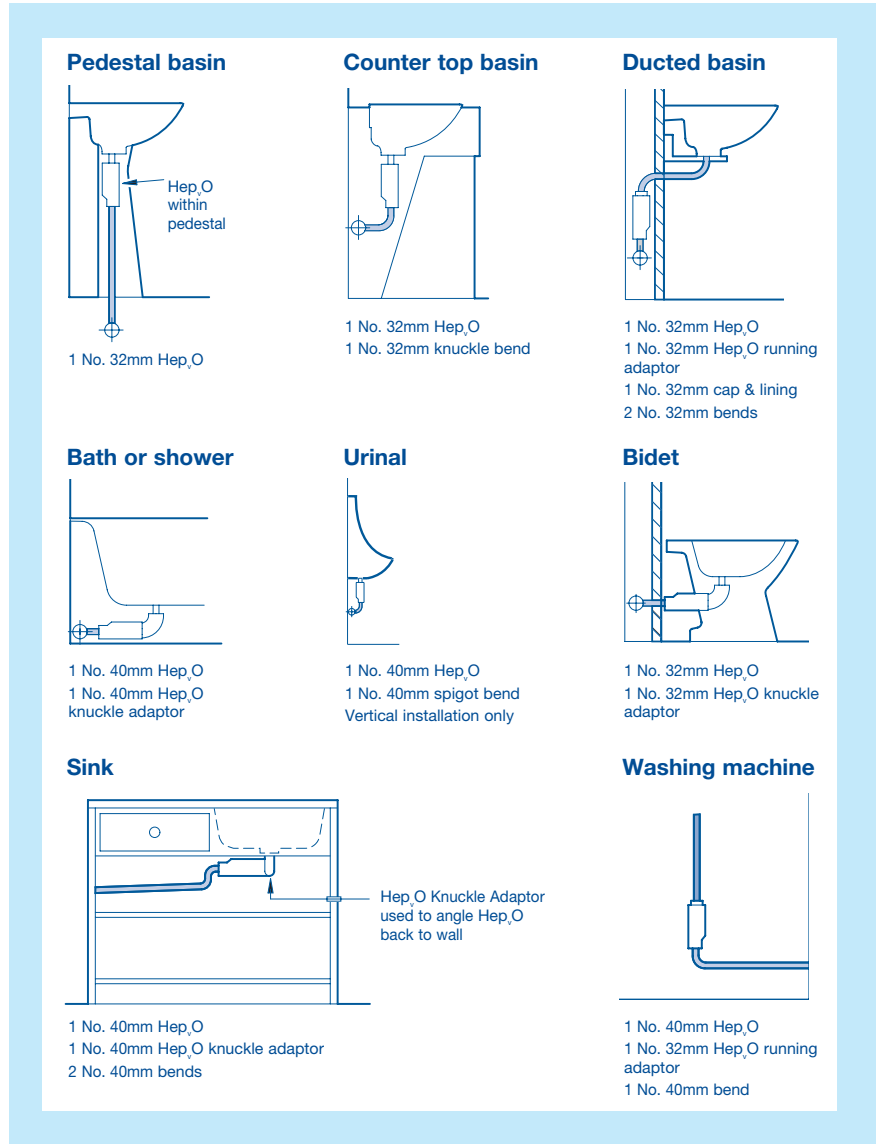 Pedestal basin
HepᵥO
within
pedestal
1 No. 32mm HepᵥO
Counter top basin
1 No. 32mm HepᵥO
1 No. 32mm knuckle bend
Ducted basin
1 No. 32mm HepᵥO
1 No. 32mm HepᵥO running
adaptor
1 No. 32mm cap & lining
2 No. 32mm bends
Bath or shower
1 No. 40mm HepᵥO
1 No. 40mm HepᵥO
knuckle adaptor
Urinal
1 No. 40mm HepᵥO
1 No. 40mm spigot bend
Vertical installation only
Bidet
1 No. 32mm HepᵥO
1 No. 32mm HepᵥO knuckle
adaptor
Sink
HepᵥO Knuckle Adaptor
used to angle HepᵥO
back to wall
1 No. 40mm HepᵥO
1 No. 40mm HepᵥO knuckle adaptor
2 No. 40mm bends
Washing machine
1 No. 40mm HepᵥO
1 No. 32mm HepᵥO running
adaptor
1 No. 40mm bend